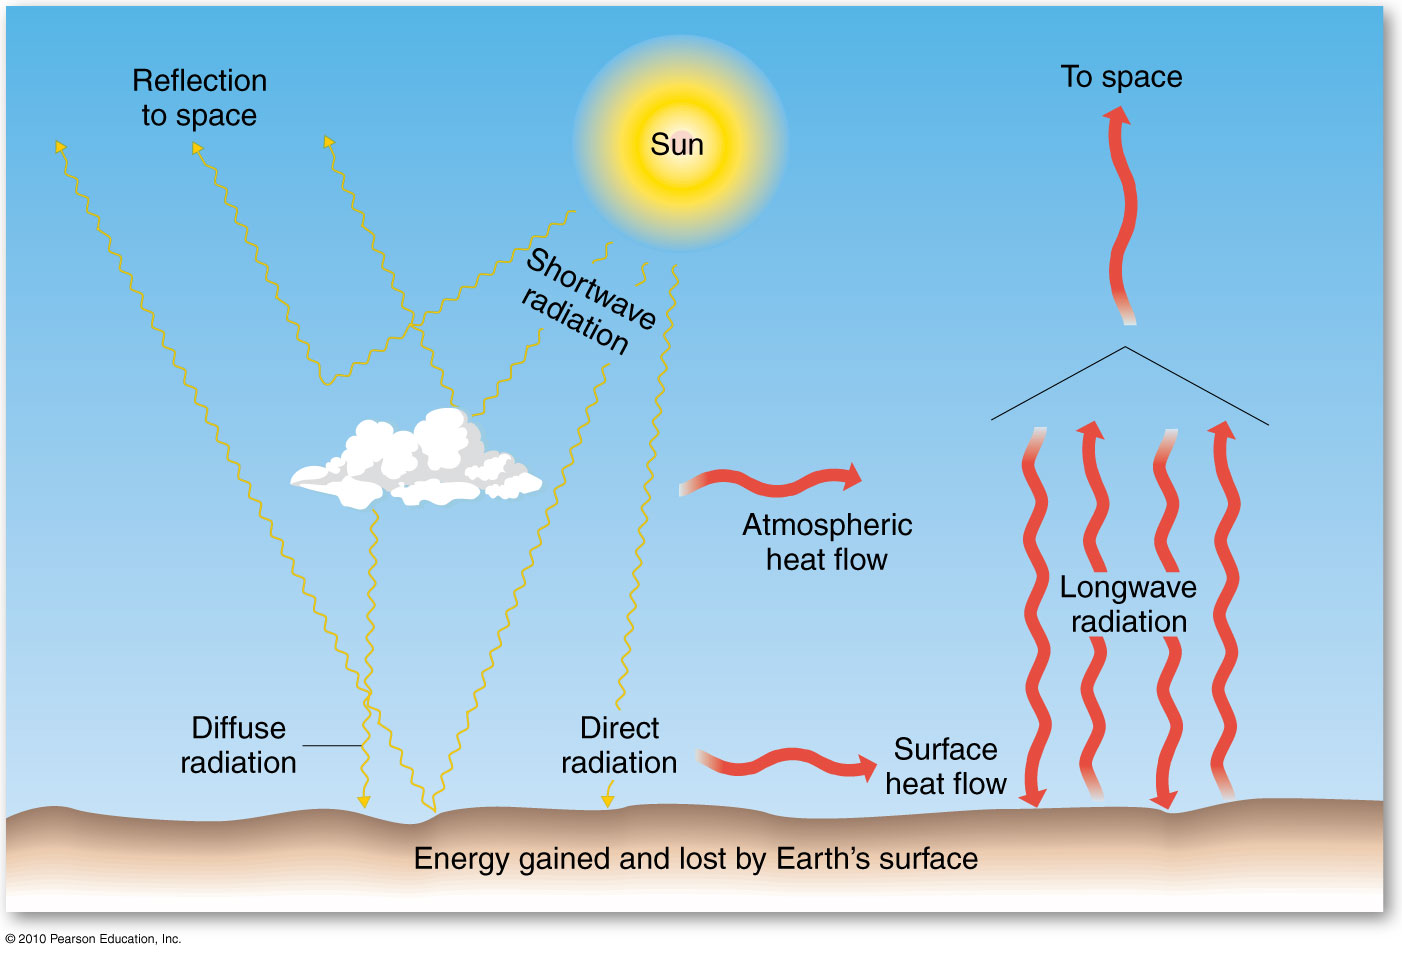 Reflection
to space
Sun
To space
Shortwave
radiation
Atmospheric
heat flow
Longwave
radiation
Diffuse
radiation
Direct
radiation
Surface
heat flow
Energy gained and lost by Earth’s surface
© 2010 Pearson Education, Inc.